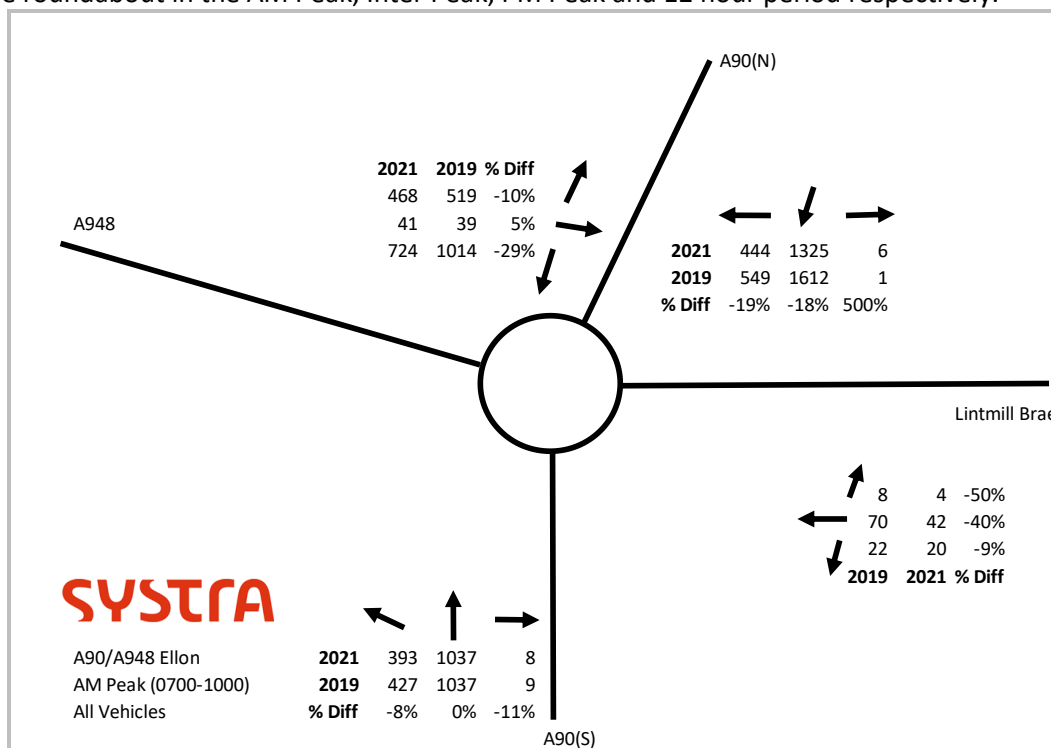 e roundabout in the AM Peak, Inter Peak, PM Peak and 12 hour period respectively.
A90(N)
2021 2019 % Diff
468 519 -10%
41 39 5%
724 1014 -29%
A948
2021 444 1325 6
2019 549 1612 1
% Diff -19% -18% 500%
Lintmill Brae
8 4 -50%
70 42 -40%
22 20 -9%
2019 2021 % Diff
SYSTRA
A90/A948 Ellon 2021 393 1037 8
AM Peak (0700-1000) 2019 427 1037 9
All Vehicles % Diff -8% 0% -11%
A90(S)